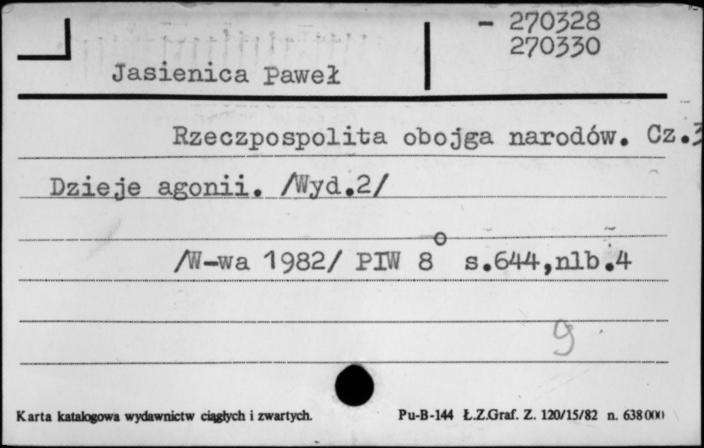 - 270328
270330
Jasienica Paweł
Rzeczpospolita obojga narodów. Cz.3
Dzieje agonii. /Wyd.2/
/W-wa 1982/ PIW 8° s.644,nlb.4
9
Karta katalogowa wydawnictw ciągłych i zwartych. Pu-B-144 Ł.Z.Graf. Z. 120/15/82 n. 638000